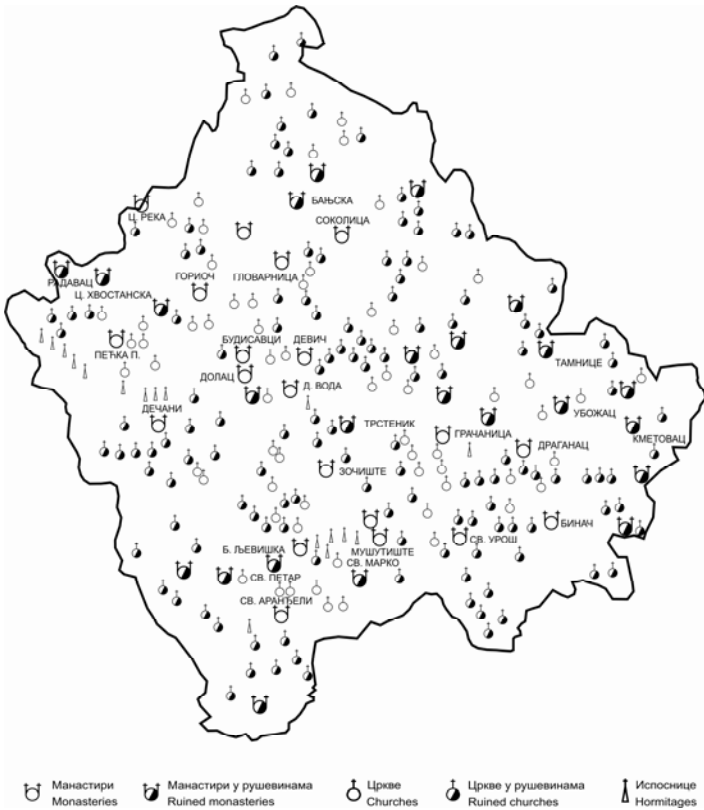 БАЊСКА
Ц. РЕКА
СОКОЛИЦА
РАДАВАЦ
ГОРИОЧ
ГЛОВАРНИЦА
Ц. ХВОСТАНСКА
ПЕЋКА П.
БУДИСАВЦИ
ДЕВИЧ
ТАМНИЦЕ
ДОЛАЦ
Д. ВОДА
ДЕЧАНИ
УБОЖАЦ
ТРСТЕНИК
ГРАЧАНИЦА
КМЕТОВАЦ
ДРАГАНАЦ
ЗОЧИШТЕ
БИНАЧ
СВ. УРОШ
Б. ЉЕВИШКА
МУШУТИШТЕ
СВ. МАРКО
СВ. ПЕТАР
СВ. АРАНЂЕЛИ
Манастири
Monasteries
Манастири у рушевинама
Ruined monasteries
Цркве
Churches
Цркве у рушевинама
Ruined churches
Испоснице
Hormitages